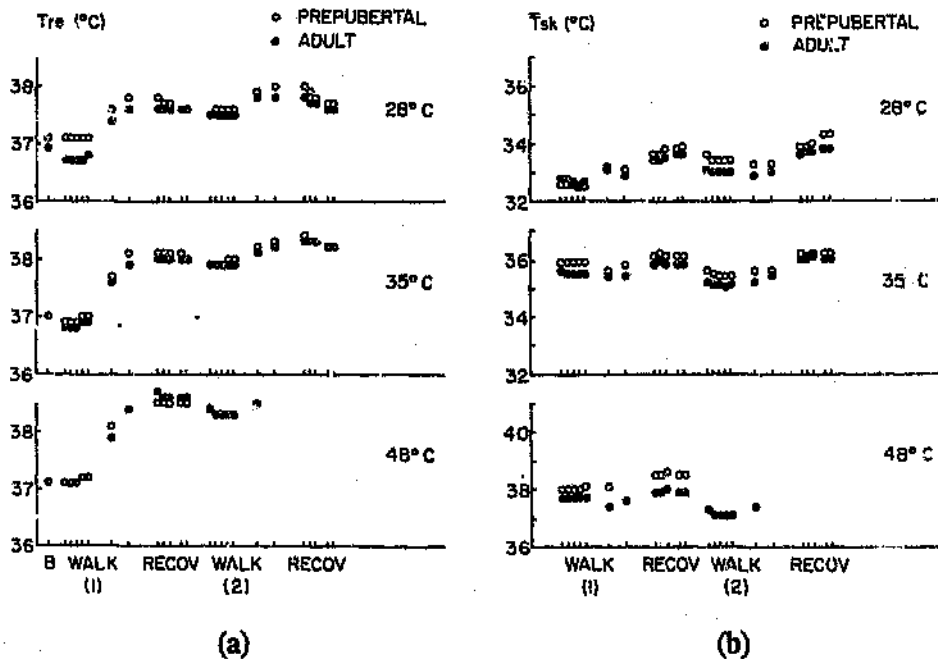 Tre (°C)
○ PREPUBERTAL
● ADULT
38
37
36
28°C
38
37
36
35°C
38
37
36
48°C
B WALK RECOV WALK RECOV
(1) (2)
(a)
Tsk (°C)
○ PREPUBERTAL
● ADULT
36
34
32
28°C
36
34
32
35 C
40
38
36
48°C
WALK RECOV WALK RECOV
(1) (2)
(b)